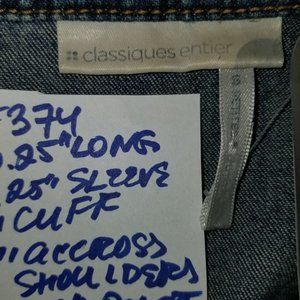 classiques entier
374
.25" LONG
.25" SLEEVE
" CUFF
" ACCROSS
SHOULDERS